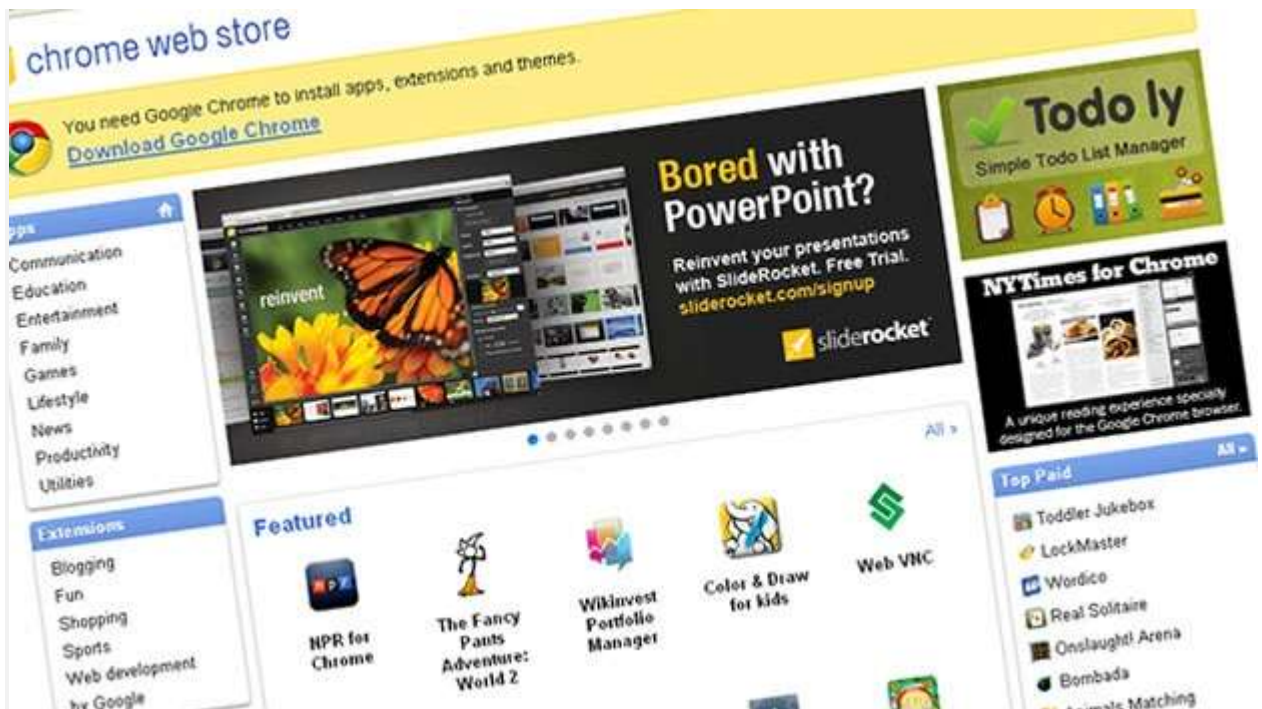 chrome web store
You need Google Chrome to install apps, extensions and themes.
Download Google Chrome
Communication
Education
Entertainment
Family
Games
Lifestyle
News
Productivity
Utilities
Extensions
Blogging
Fun
Shopping
Sports
Web development
by Google
reinvent
Bored with
PowerPoint?
Reinvent your presentations
with SlideRocket. Free Trial.
sliderocket.com/signup
sliderocket
All »
Featured
NPR for
Chrome
The Fancy
Pants
Adventure:
World 2
Wikinvest
Portfolio
Manager
Color & Draw
for kids
Web VNC
Todo ly
Simple Todo List Manager
NYTimes for Chrome
A unique reading experience specially
designed for the Google Chrome browser.
Top Paid
All »
Toddler Jukebox
LockMaster
Wordico
Real Solitaire
Onslaught! Arena
Bombada
Animals Matching